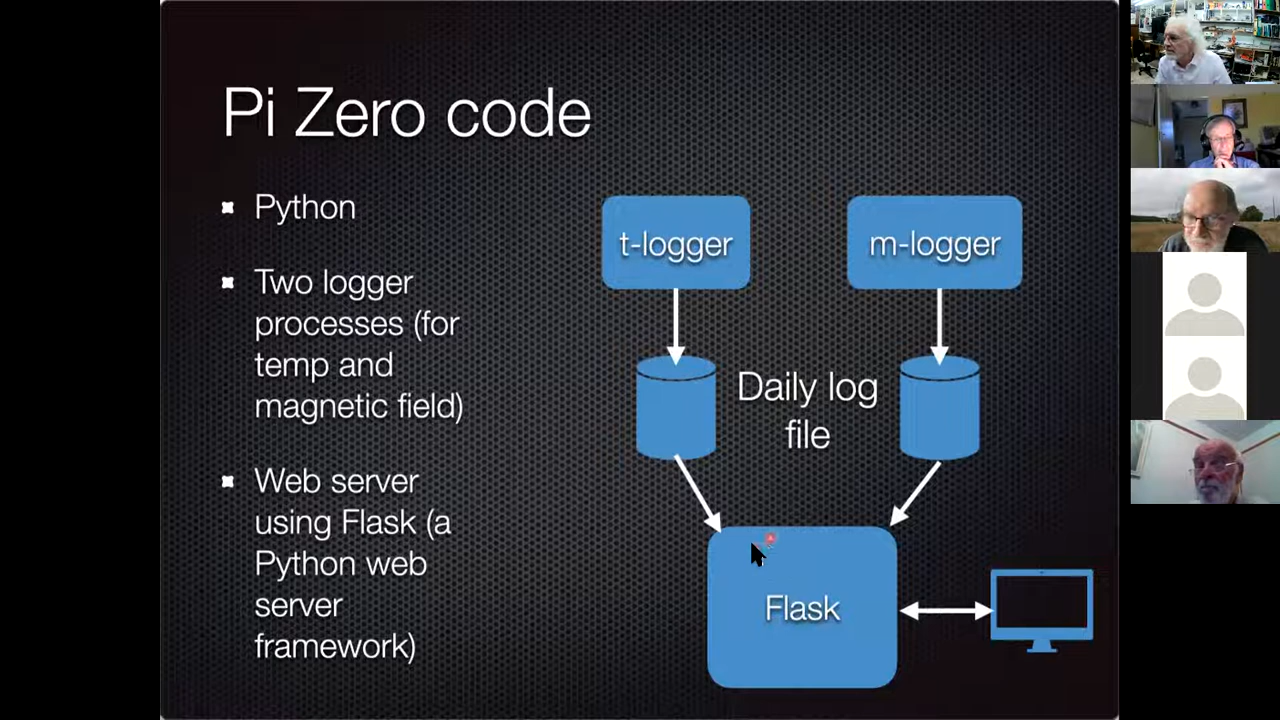 Pi Zero code
Python
Two logger
processes (for
temp and
magnetic field)
Web server
using Flask (a
Python web
server
framework)
t-logger
m-logger
Daily log
file
Flask